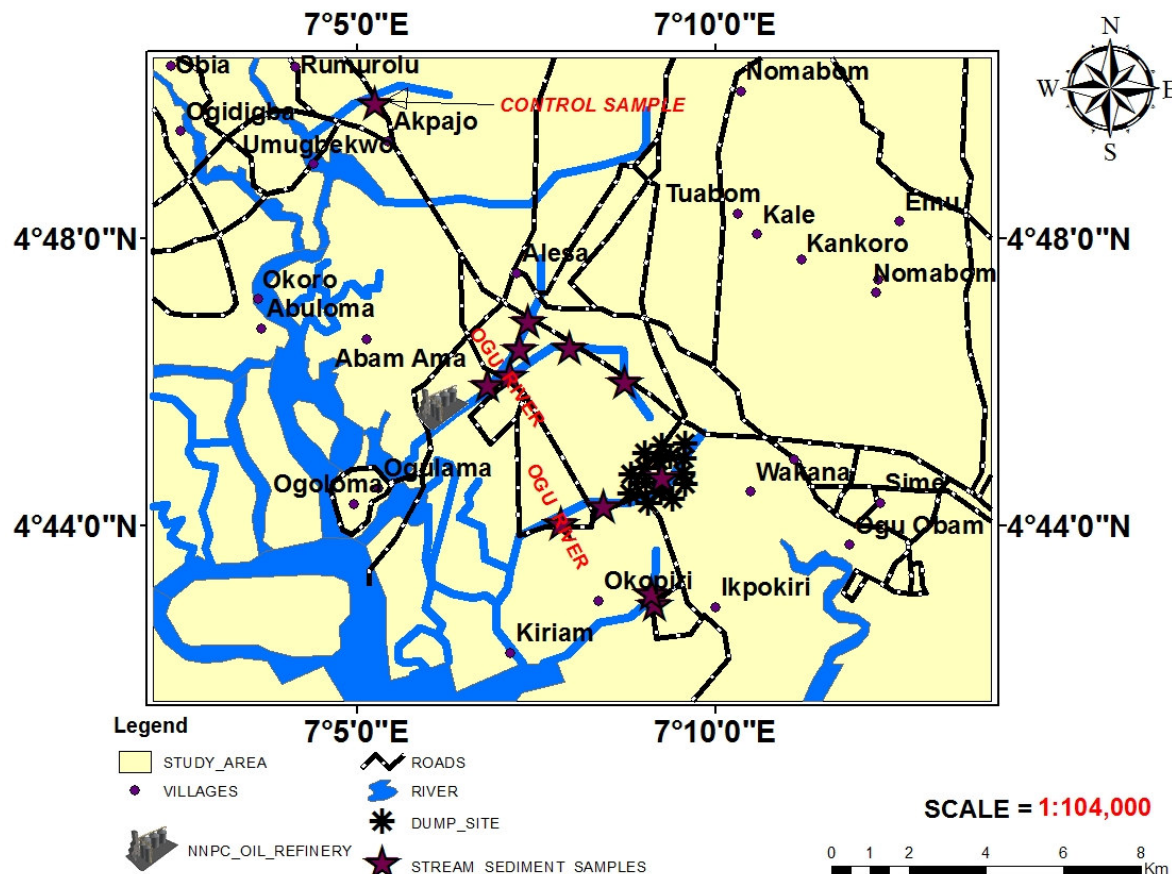 7°5'0"E 7°10'0"E
N
W E
S
Obia Rumurolu Nomabom
CONTROL SAMPLE
Ogidigba Akpajo
Umugbekwo
Tuabom Kale Emu
4°48'0"N 4°48'0"N
Alesa Kankoro
Okoro Nomabom
Abuloma
Abam Ama OGU RIVER
Ogoloma Ogulama OGU RIVER Wakana Sime
4°44'0"N Ogu Obam 4°44'0"N
Okopiri Ikpokiri
Kiriam
7°5'0"E 7°10'0"E
Legend
STUDY_AREA ROADS
VILLAGES RIVER
DUMP_SITE
NNPC_OIL_REFINERY
STREAM_SEDIMENT_SAMPLES
SCALE = 1:104,000
0 1 2 4 6 8
Km